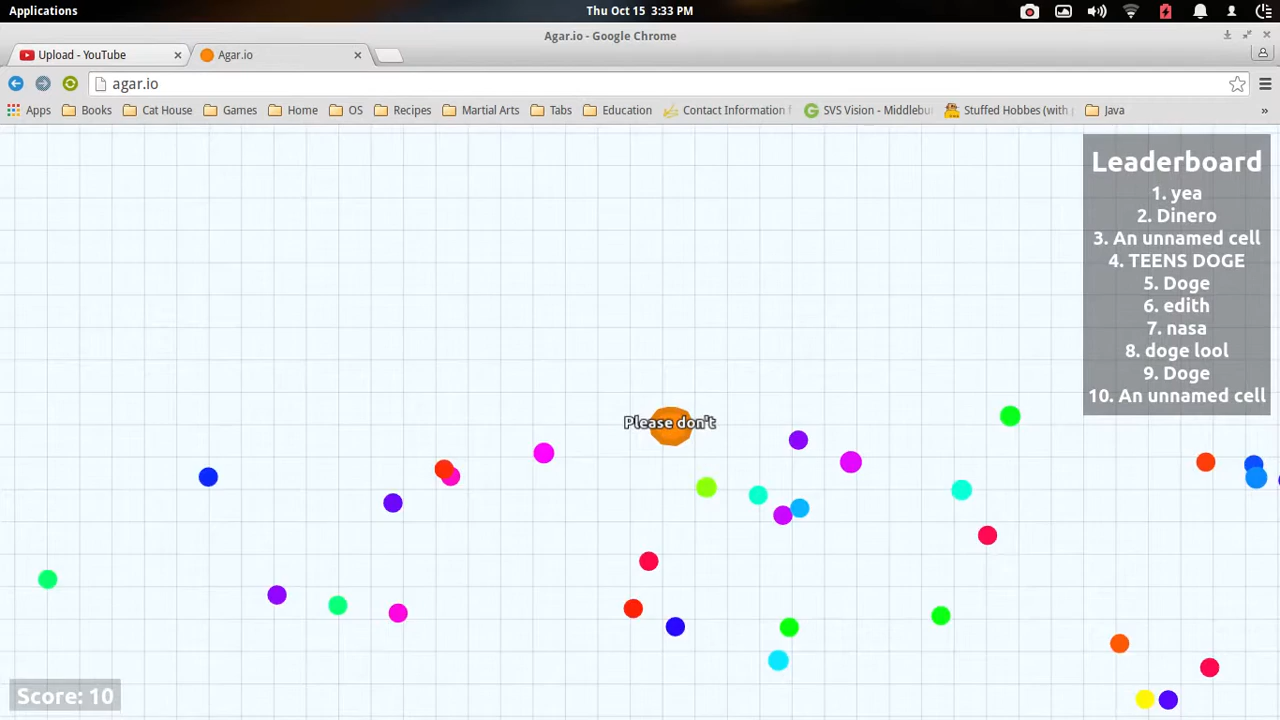 Applications
Thu Oct 15 3:33 PM
Agar.io - Google Chrome
Upload - YouTube
Agar.io
agar.io
Apps Books Cat House Games Home OS Recipes Martial Arts Tabs Education Contact Information f SVS Vision - Middlebu Stuffed Hobbes (with Java »
Leaderboard
1. yea
2. Dinero
3. An unnamed cell
4. TEENS DOGE
5. Doge
6. edith
7. nasa
8. doge lool
9. Doge
10. An unnamed cell
Please don't
Score: 10